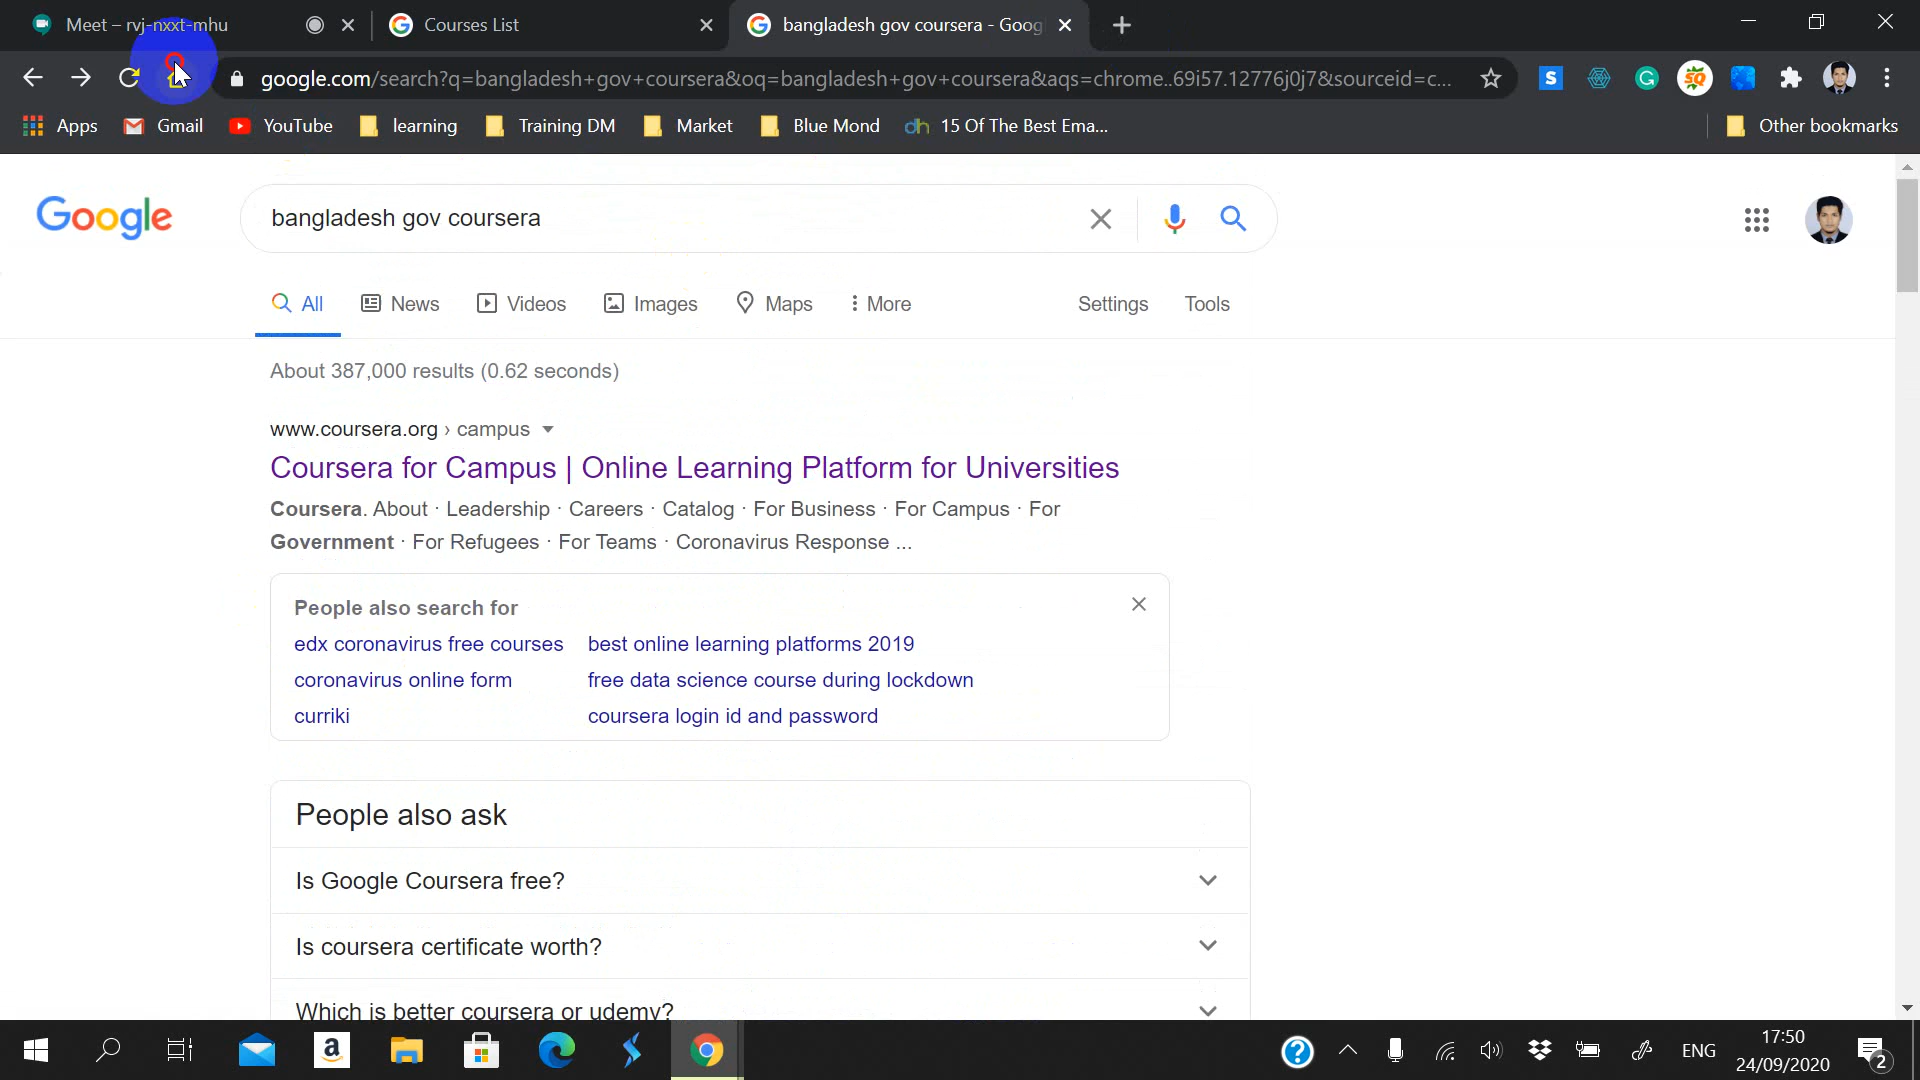 Meet – rvj-nxxt-mhu
Courses List
bangladesh gov coursera - Goog
google.com/search?q=bangladesh+gov+coursera&oq=bangladesh+gov+coursera&aqs=chrome..69i57.12776j0j7&sourceid=c...
Apps
Gmail
YouTube
learning
Training DM
Market
Blue Mond
15 Of The Best Ema...
Other bookmarks
Google
bangladesh gov coursera
All
News
Videos
Images
Maps
More
Settings
Tools
About 387,000 results (0.62 seconds)
www.coursera.org › campus
Coursera for Campus | Online Learning Platform for Universities
Coursera. About · Leadership · Careers · Catalog · For Business · For Campus · For
Government · For Refugees · For Teams · Coronavirus Response ...
People also search for
edx coronavirus free courses
best online learning platforms 2019
coronavirus online form
free data science course during lockdown
curriki
coursera login id and password
People also ask
Is Google Coursera free?
Is coursera certificate worth?
Which is better coursera or udemy?
ENG
17:50
24/09/2020
2